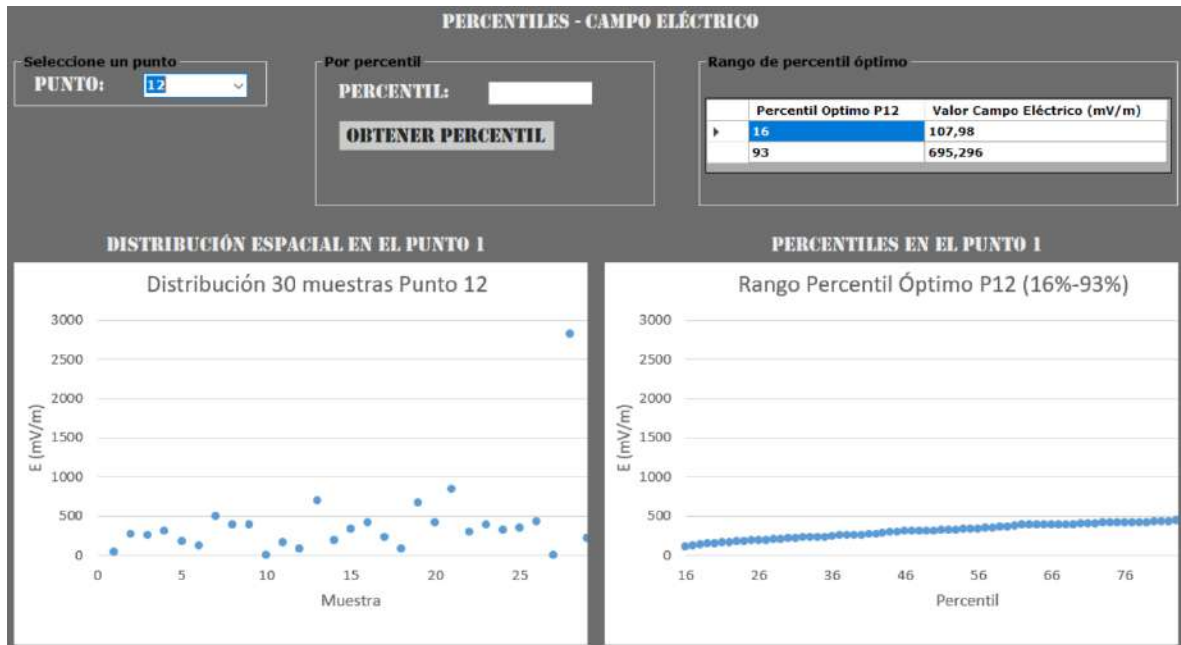 PERCENTILES - CAMPO ELÉCTRICO
Seleccione un punto
PUNTO: 12
Por percentil
PERCENTIL:
OBTENER PERCENTIL
Rango de percentil óptimo
Percentil Optimo P12 Valor Campo Eléctrico (mV/m)
16 107,98
93 695,296
DISTRIBUCIÓN ESPACIAL EN EL PUNTO 1
Distribución 30 muestras Punto 12
3000
2500
2000
1500
1000
500
0
E (mV/m)
0 5 10 15 20 25
Muestra
PERCENTILES EN EL PUNTO 1
Rango Percentil Óptimo P12 (16%-93%)
3000
2500
2000
1500
1000
500
0
E (mV/m)
16 26 36 46 56 66 76
Percentil